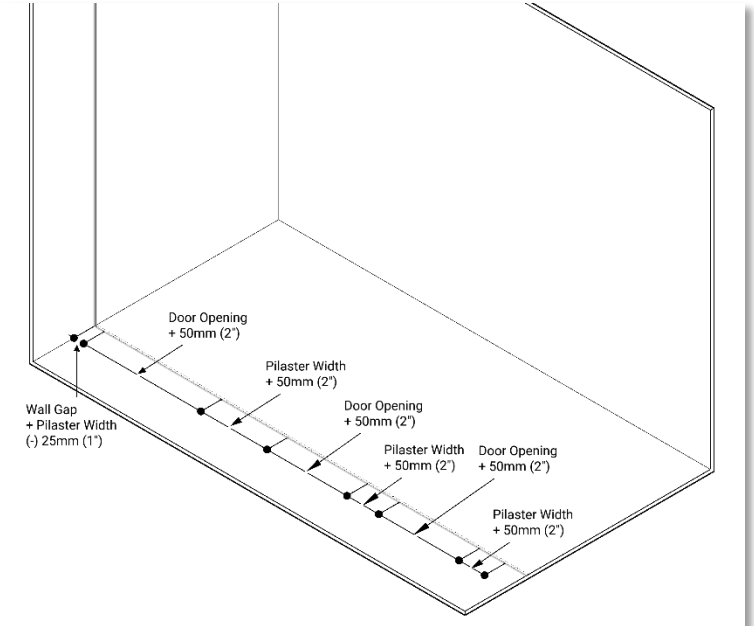 Door Opening
+ 50mm (2")
Pilaster Width
+ 50mm (2")
Door Opening
+ 50mm (2")
Wall Gap
+ Pilaster Width
(-) 25mm (1")
Pilaster Width
+ 50mm (2")
Door Opening
+ 50mm (2")
Pilaster Width
+ 50mm (2")